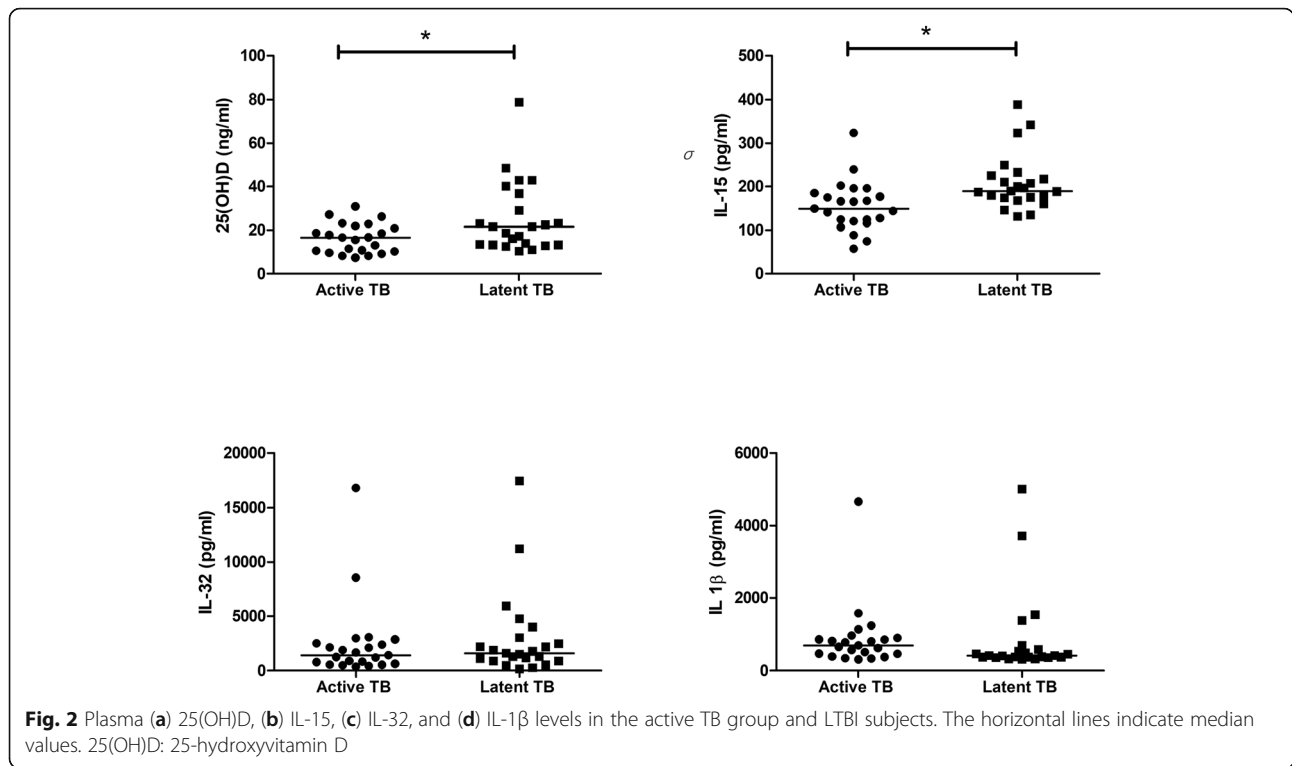 *
100
80
60
40
20
0
25(OH)D (ng/ml)
Active TB
Latent TB
*
σ
500
400
300
200
100
0
IL-15 (pg/ml)
Active TB
Latent TB
20000
15000
10000
5000
0
IL-32 (pg/ml)
Active TB
Latent TB
6000
4000
2000
0
IL 1β (pg/ml)
Active TB
Latent TB
Fig. 2 Plasma (a) 25(OH)D, (b) IL-15, (c) IL-32, and (d) IL-1β levels in the active TB group and LTBI subjects. The horizontal lines indicate median
values. 25(OH)D: 25-hydroxyvitamin D